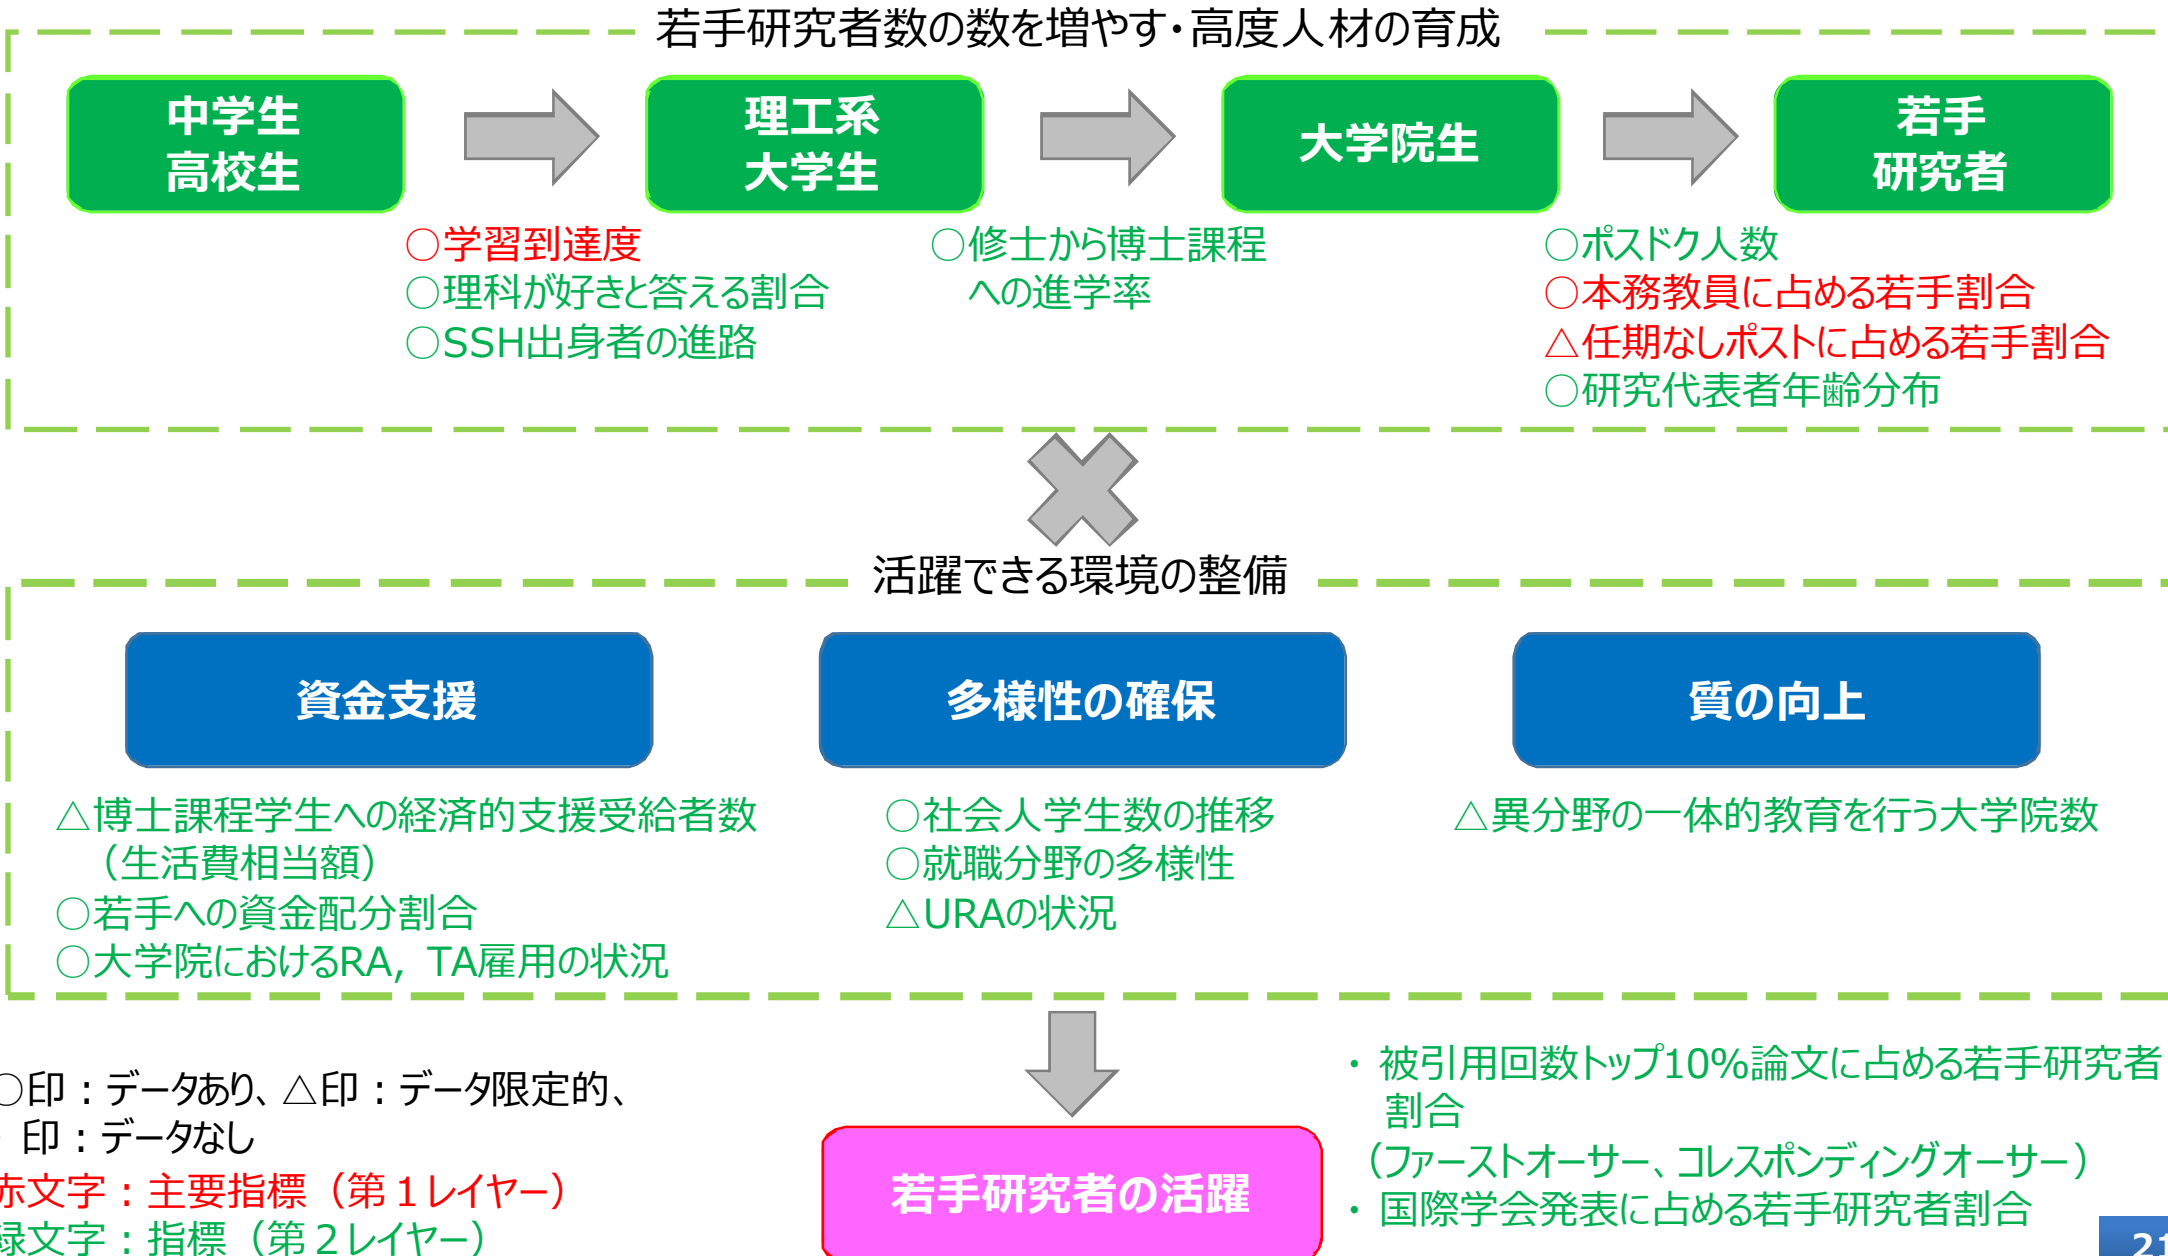 若手研究者数の数を増やす・高度人材の育成
中学生
高校生
理工系
大学生
大学院生
若手
研究者
○学習到達度
○理科が好きと答える割合
○SSH出身者の進路
○修士から博士課程
への進学率
○ポスドク人数
○本務教員に占める若手割合
△任期なしポストに占める若手割合
○研究代表者年齢分布
活躍できる環境の整備
資金支援
多様性の確保
質の向上
△博士課程学生への経済的支援受給者数
（生活費相当額）
○若手への資金配分割合
○大学院におけるRA, TA雇用の状況
○社会人学生数の推移
○就職分野の多様性
△URAの状況
△異分野の一体的教育を行う大学院数
○印：データあり、△印：データ限定的、
印：データなし
赤文字：主要指標（第１レイヤー）
緑文字：指標（第２レイヤー）
若手研究者の活躍
・ 被引用回数トップ10%論文に占める若手研究者
割合
（ファーストオーサー、コレスポンディングオーサー）
・ 国際学会発表に占める若手研究者割合